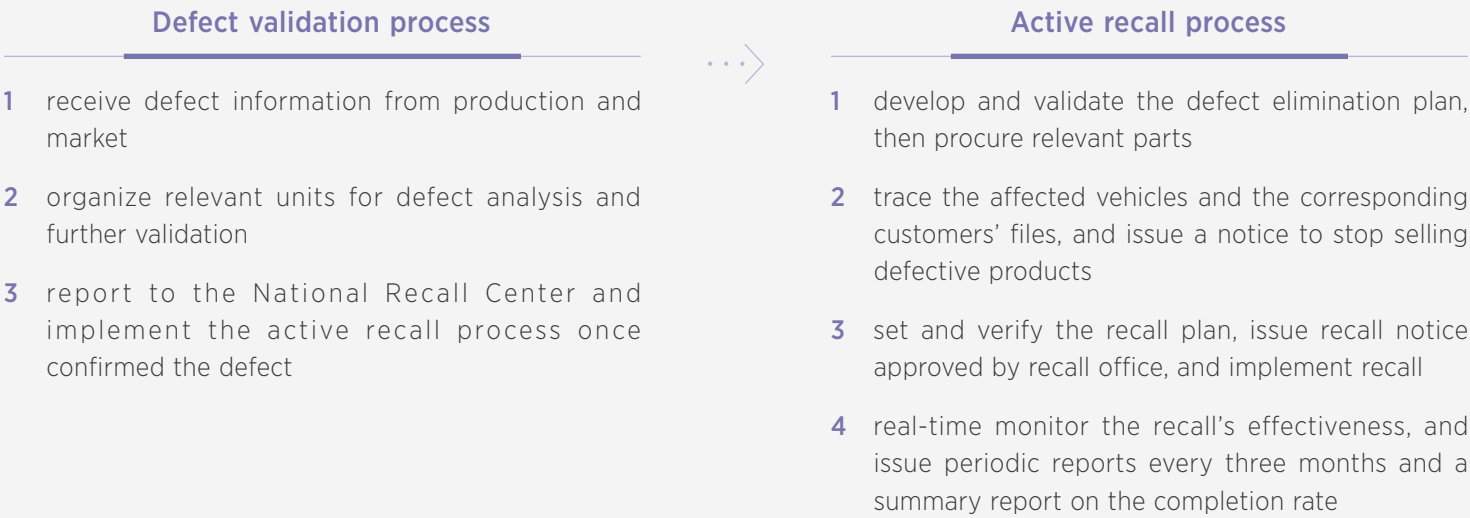 Defect validation process
1 receive defect information from production and
market
2 organize relevant units for defect analysis and
further validation
3 report to the National Recall Center and
implement the active recall process once
confirmed the defect
Active recall process
1 develop and validate the defect elimination plan,
then procure relevant parts
2 trace the affected vehicles and the corresponding
customers’ files, and issue a notice to stop selling
defective products
3 set and verify the recall plan, issue recall notice
approved by recall office, and implement recall
4 real-time monitor the recall’s effectiveness, and
issue periodic reports every three months and a
summary report on the completion rate